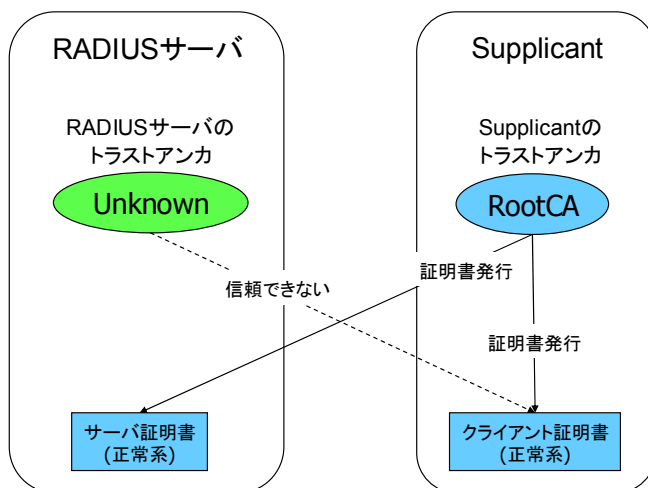 RADIUSサーバ
Supplicant
RADIUSサーバの
トラストアンカ
Supplicantの
トラストアンカ
Unknown
RootCA
証明書発行
信頼できない
証明書発行
サーバ証明書
(正常系)
クライアント証明書
(正常系)